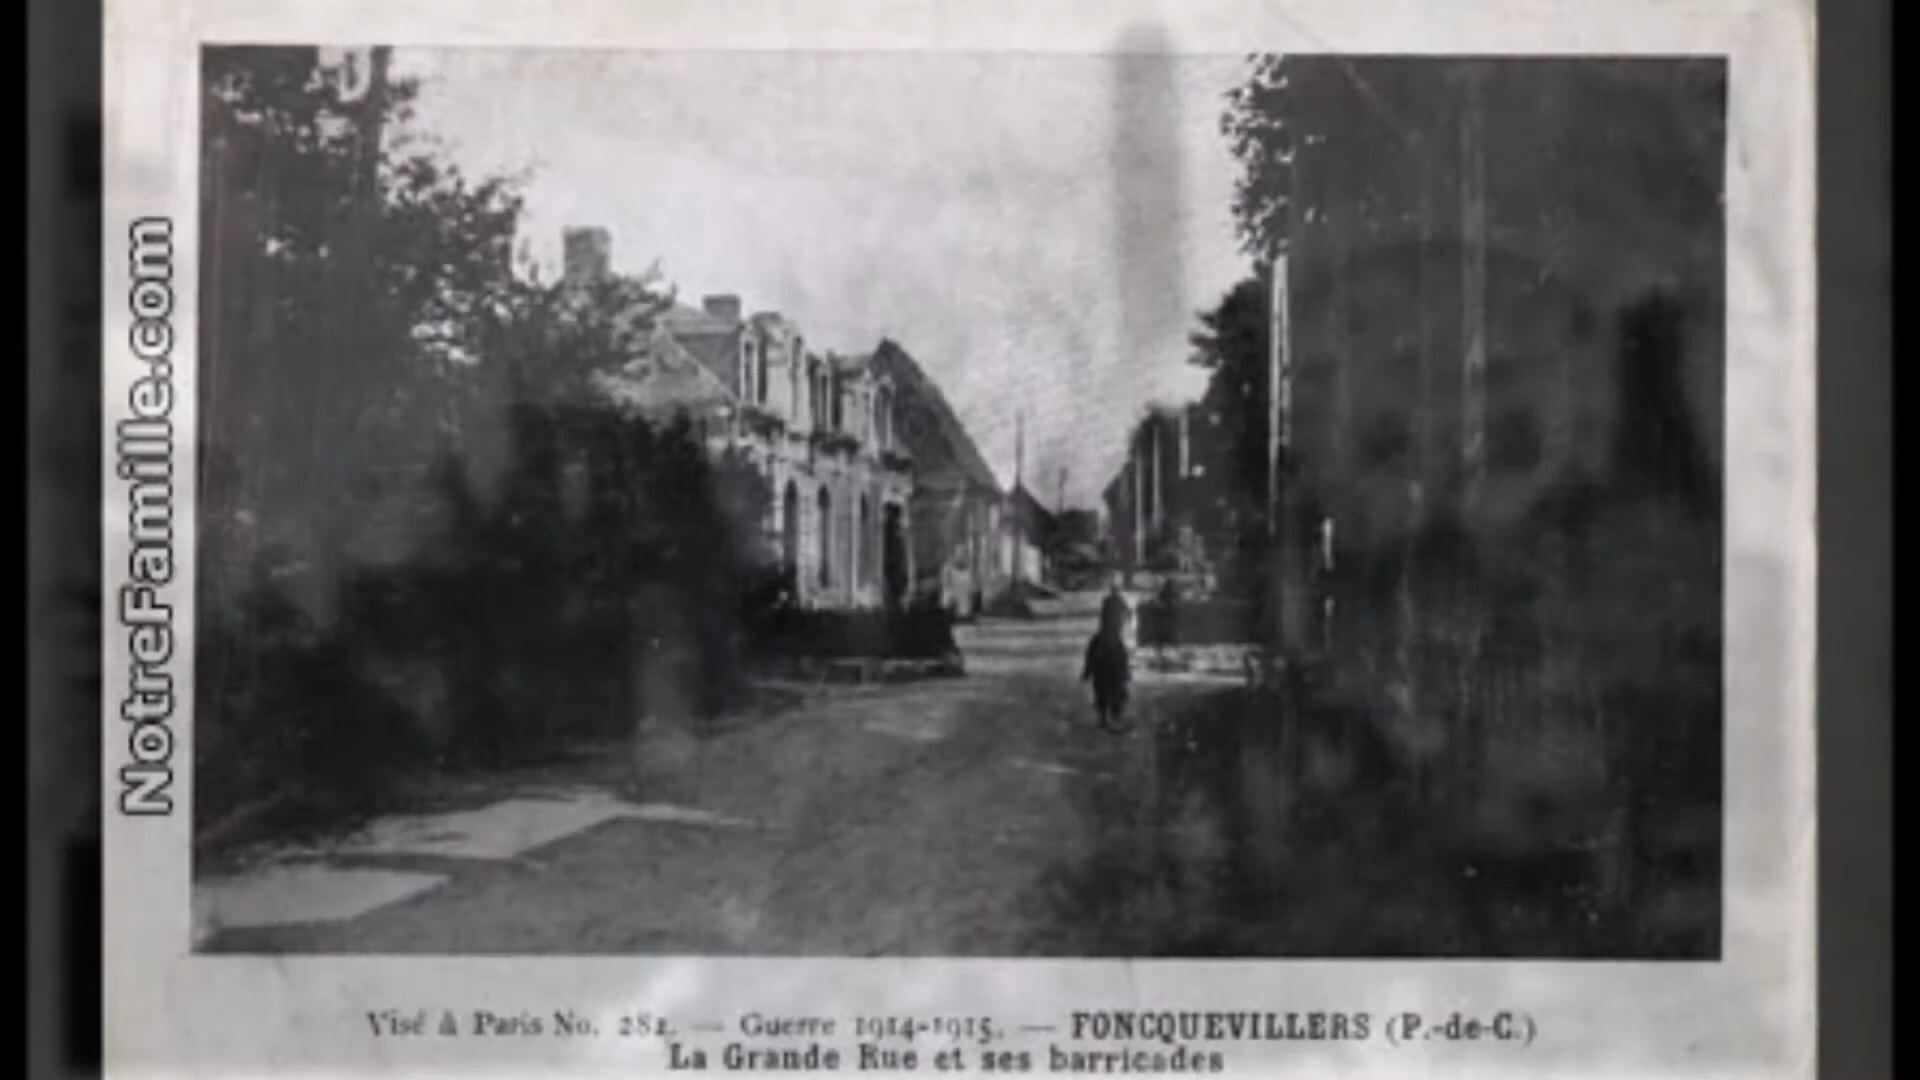 NotreFamille.com
Visé à Paris No. 281. — Guerre 1914-1915. — FONCQUEVILLERS (P.-de-C.)
La Grande Rue et ses barricades